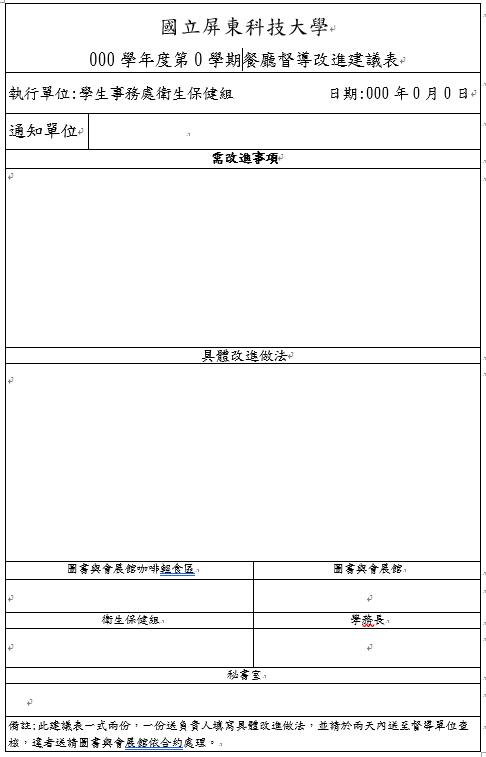 國立屏東科技大學
000 學年度第 0 學期餐廳督導改進建議表
執行單位:學生事務處衛生保健組 日期:000 年 0 月 0 日
通知單位
需改進事項
具體改進做法
圖書與會展館咖啡輕食區 圖書與會展館
衛生保健組 學務長
秘書室
備註:此建議表一式兩份，一份送負責人填寫具體改進做法，並請於兩天內送至督導單位查
核，違者送請圖書與會展館依合約處理。